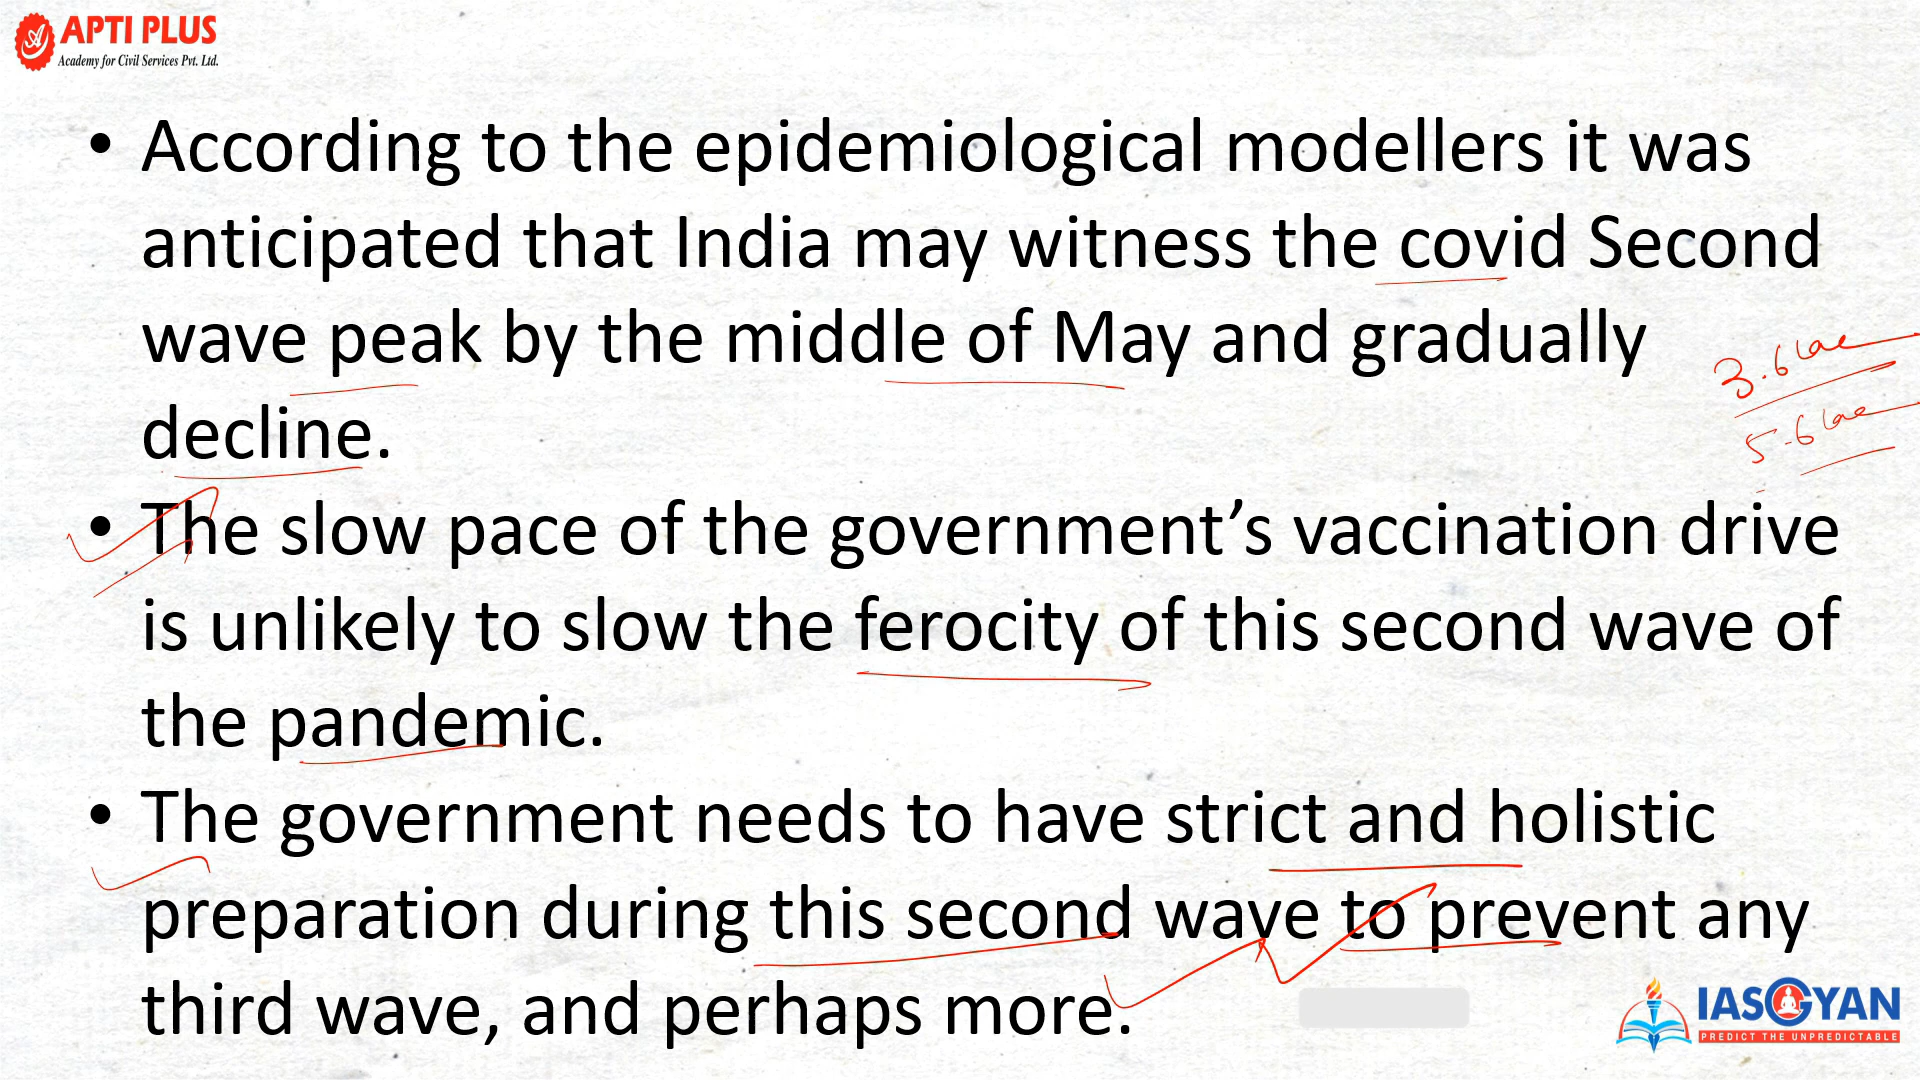 APTI PLUS
Academy for Civil Services Pvt. Ltd.
• According to the epidemiological modellers it was
anticipated that India may witness the covid Second
wave peak by the middle of May and gradually
decline.
3.6 lac
5-6 lac
• The slow pace of the government’s vaccination drive
is unlikely to slow the ferocity of this second wave of
the pandemic.
• The government needs to have strict and holistic
preparation during this second wave to prevent any
third wave, and perhaps more.
IASGYAN
PREDICT THE UNPREDICTABLE